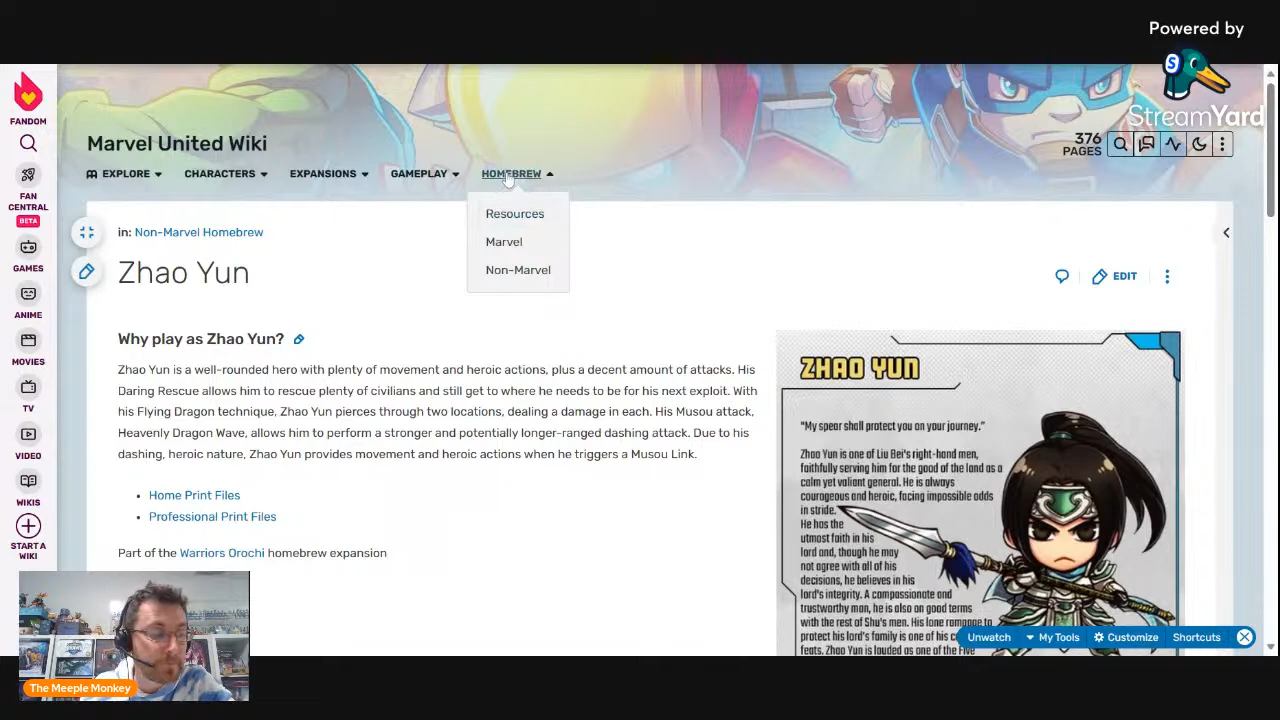 Powered by
StreamYard
S
FANDOM
FAN CENTRAL
BETA
GAMES
ANIME
MOVIES
TV
VIDEO
WIKIS
START A WIKI
Marvel United Wiki
376 PAGES
EXPLORE CHARACTERS EXPANSIONS GAMEPLAY HOMEBREW
Resources
Marvel
Non-Marvel
in: Non-Marvel Homebrew
Zhao Yun
EDIT
Why play as Zhao Yun?
Zhao Yun is a well-rounded hero with plenty of movement and heroic actions, plus a decent amount of attacks. His
Daring Rescue allows him to rescue plenty of civilians and still get to where he needs to be for his next exploit. With
his Flying Dragon technique, Zhao Yun pierces through two locations, dealing a damage in each. His Musou attack,
Heavenly Dragon Wave, allows him to perform a stronger and potentially longer-ranged dashing attack. Due to his
dashing, heroic nature, Zhao Yun provides movement and heroic actions when he triggers a Musou Link.
• Home Print Files
• Professional Print Files
Part of the Warriors Orochi homebrew expansion
ZHAO YUN
"My spear shall protect you on your journey."
Zhao Yun is one of Liu Bei's right-hand men,
faithfully serving him for the good of the land as a
calm yet valiant general. He is always
courageous and heroic, facing impossible odds
in stride.
He has the
utmost faith in his
lord and, though he may
not agree with all of his
decisions, he believes in his
lord's integrity. A compassionate and
trustworthy man, he is also on good terms
with the rest of Shu's men. His lone rampage to
protect his lord's family is one of his
feats. Zhao Yun is lauded as one of the Five
Unwatch My Tools Customize Shortcuts
The Meeple Monkey